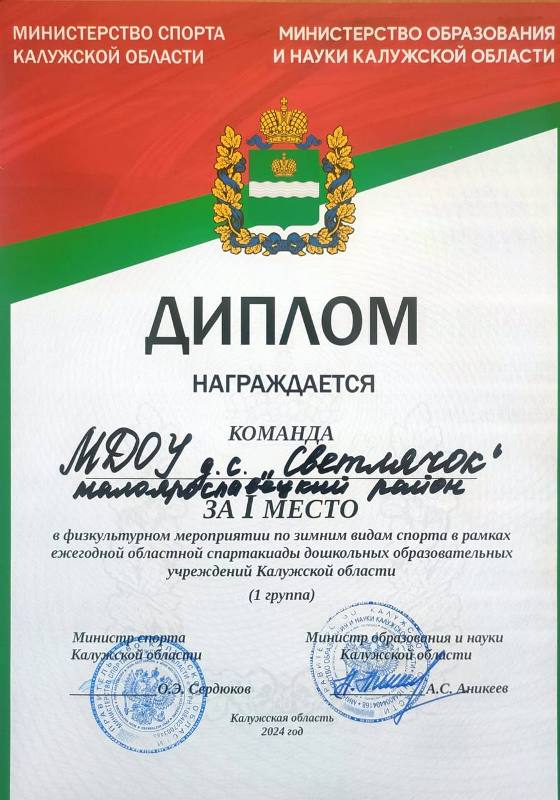 МИНИСТЕРСТВО СПОРТА
КАЛУЖСКОЙ ОБЛАСТИ
МИНИСТЕРСТВО ОБРАЗОВАНИЯ
И НАУКИ КАЛУЖСКОЙ ОБЛАСТИ
ДИПЛОМ
НАГРАЖДАЕТСЯ
КОМАНДА
МДОУ д.с. „Светлячок"
малоярославецкий район
ЗА I МЕСТО
в физкультурном мероприятии по зимним видам спорта в рамках
ежегодной областной спартакиады дошкольных образовательных
учреждений Калужской области
(1 группа)
Министр спорта
Калужской области
О.Э. Сердюков
Министр образования и науки
Калужской области
А.С. Аникеев
Калужская область
2024 год